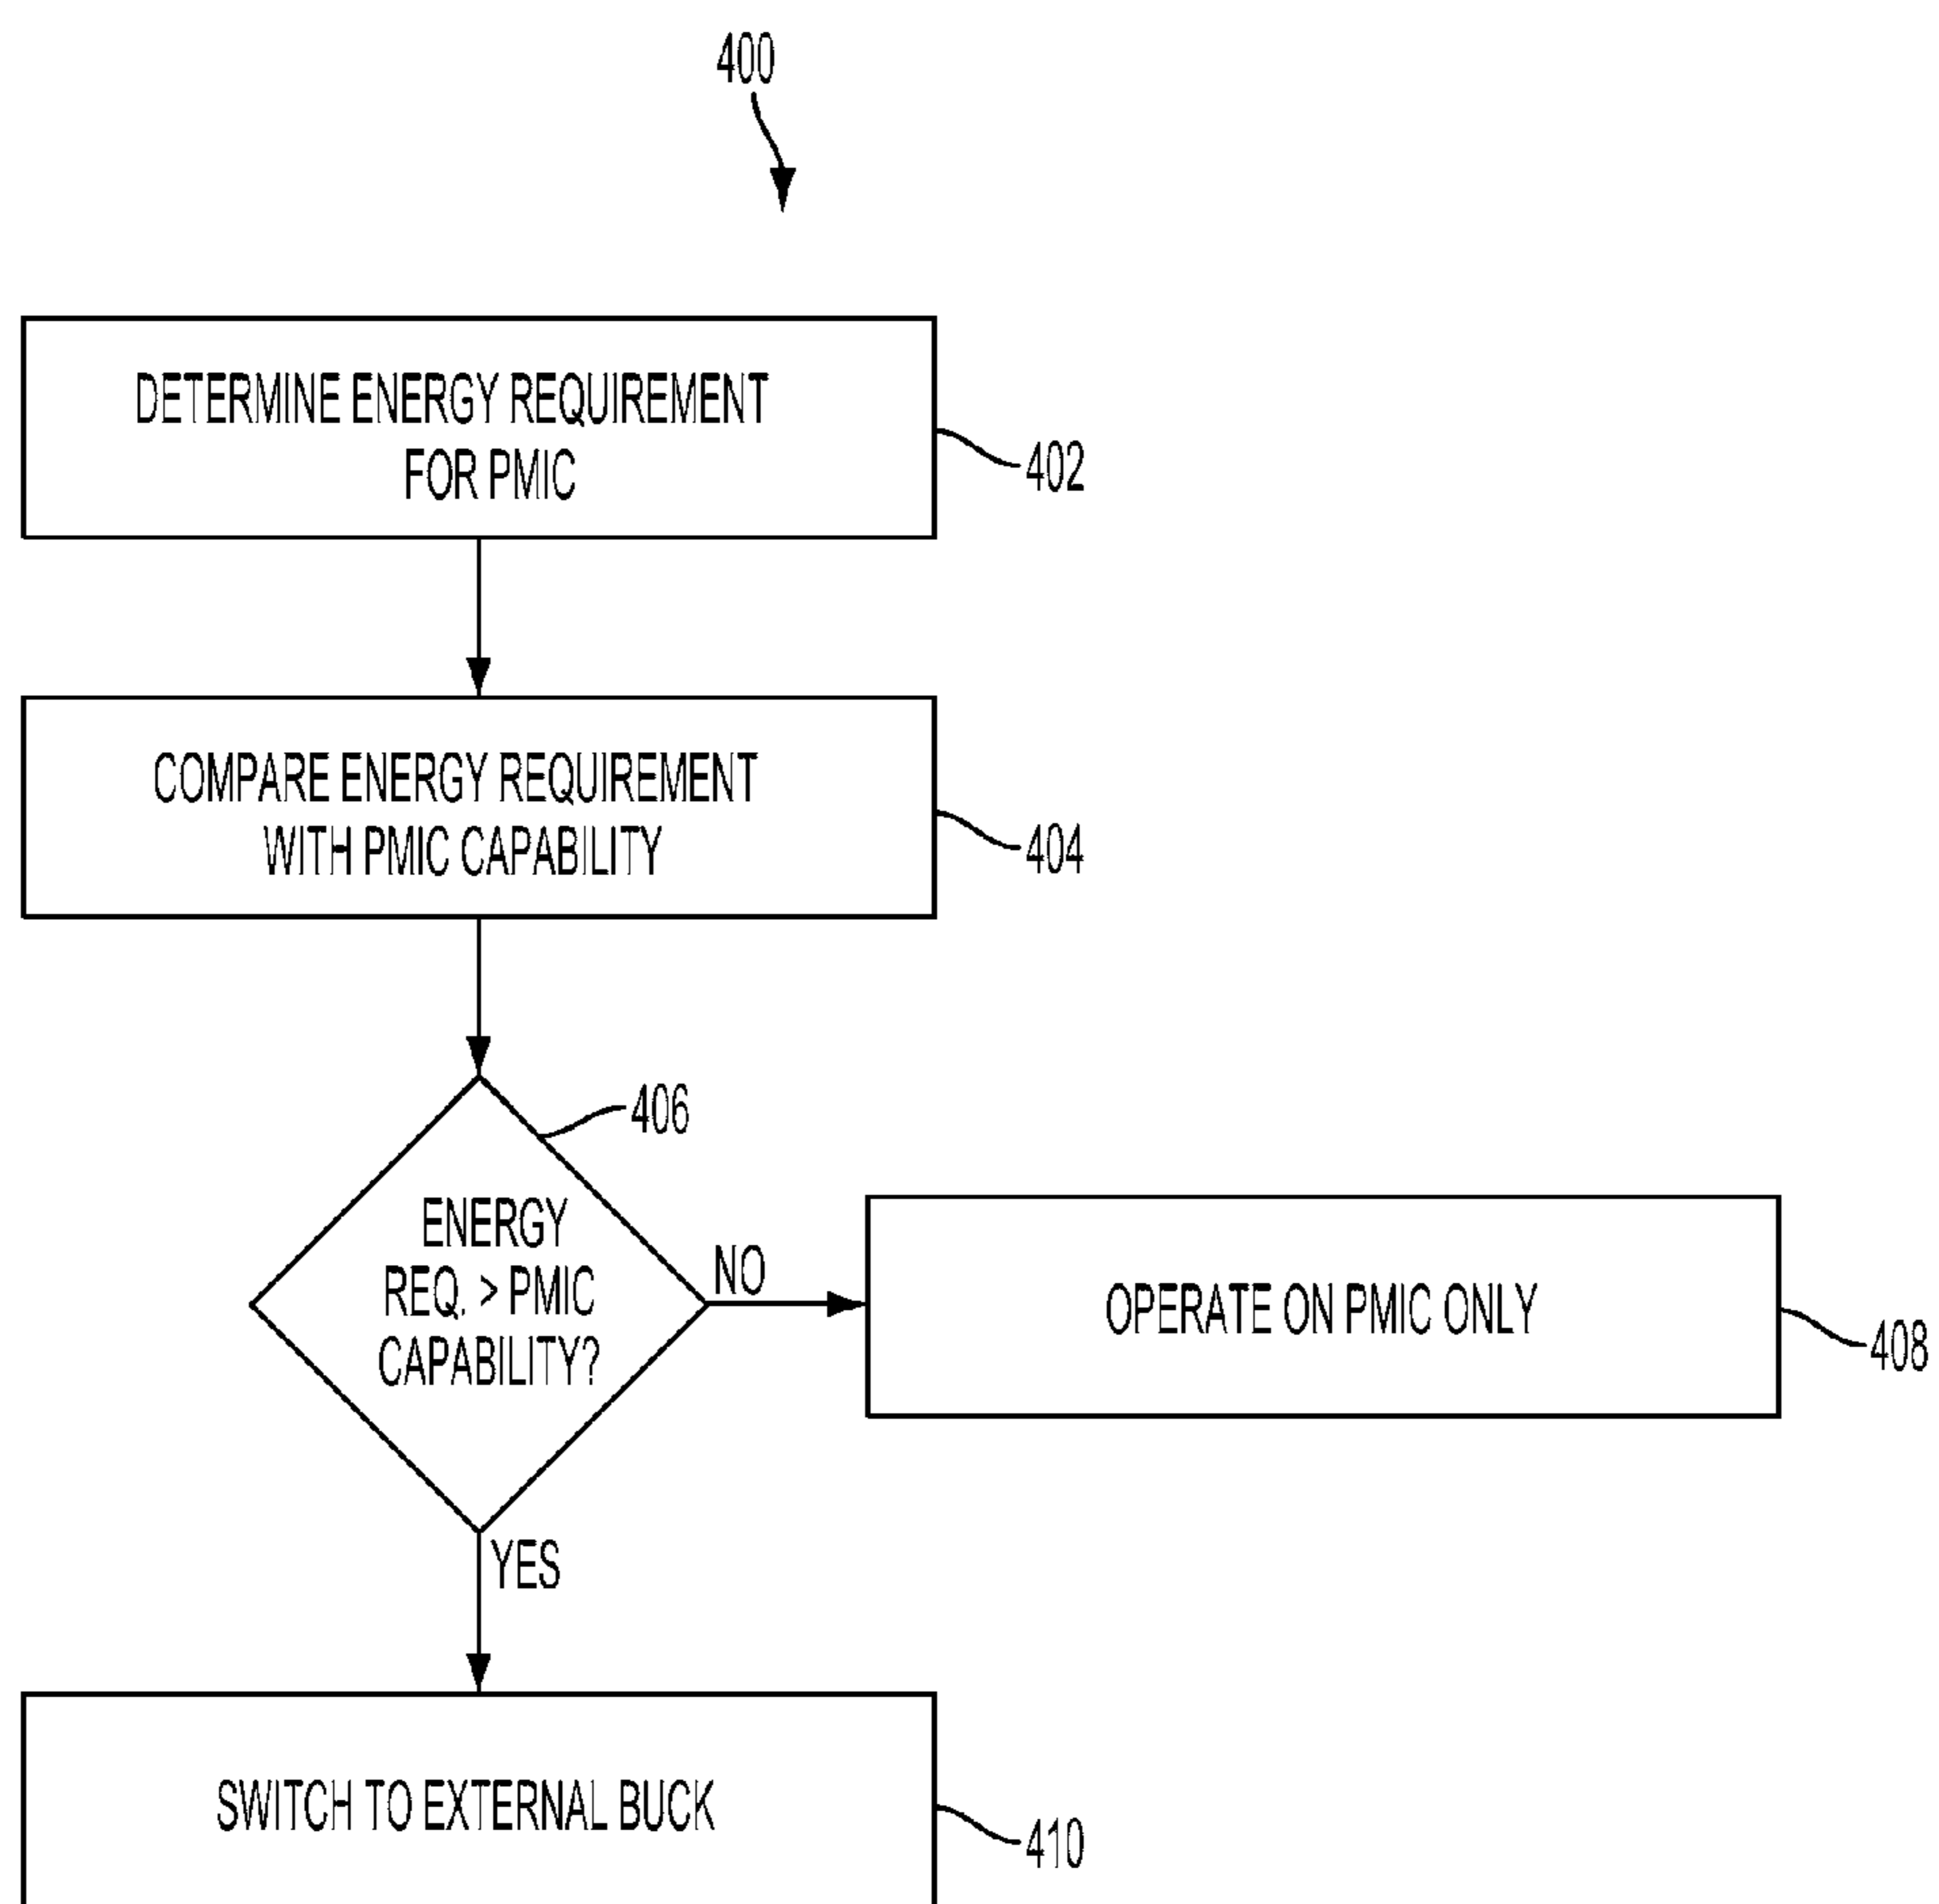 400
DETERMINE ENERGY REQUIREMENT
FOR PMIC
402
COMPARE ENERGY REQUIREMENT
WITH PMIC CAPABILITY
404
406
ENERGY
REQ. > PMIC
CAPABILITY?
NO
OPERATE ON PMIC ONLY
408
YES
SWITCH TO EXTERNAL BUCK
410